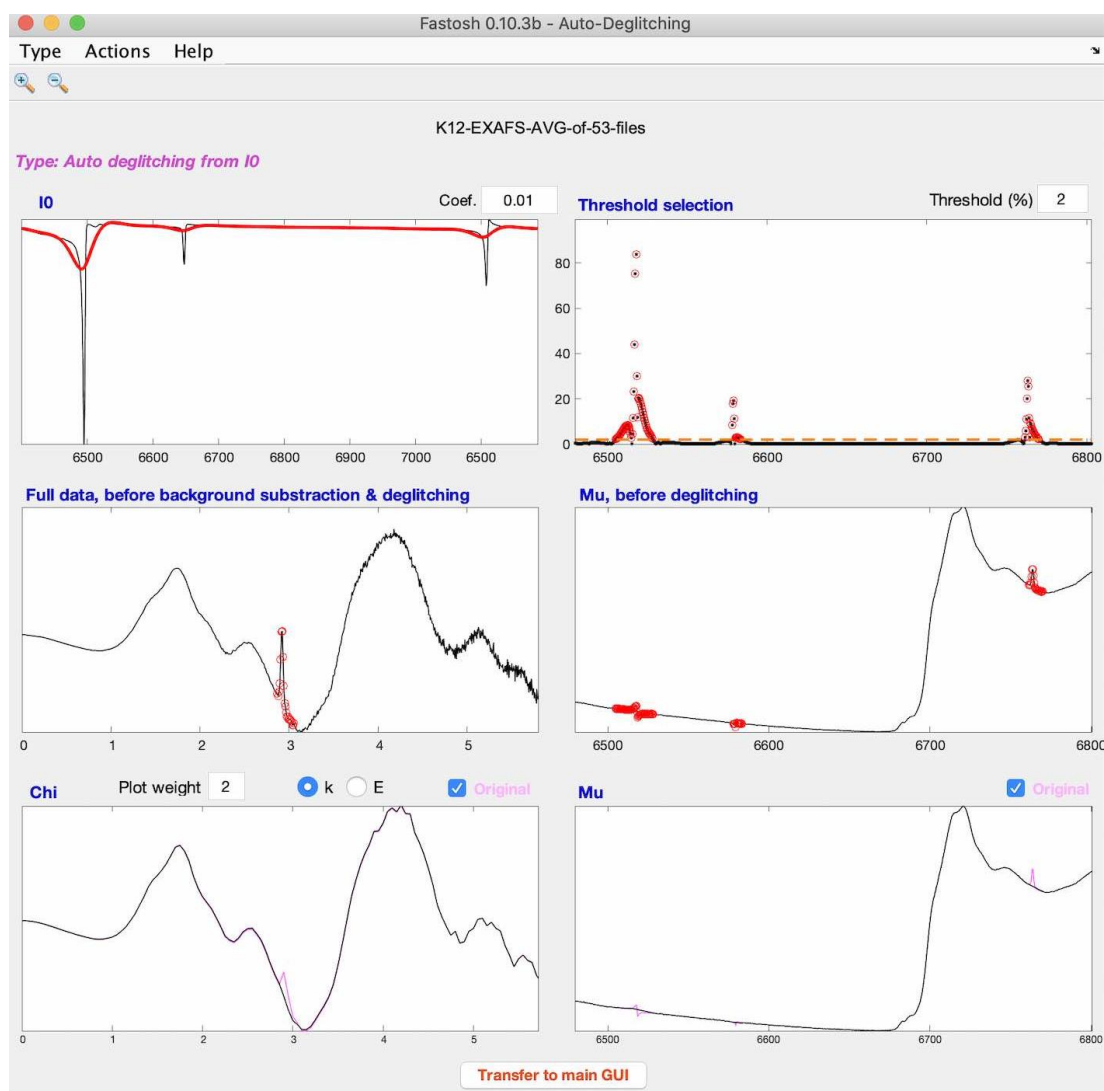 Fastosh 0.10.3b - Auto-Deglitching
Type Actions Help
K12-EXAFS-AVG-of-53-files
Type: Auto deglitching from I0
I0 Coef. 0.01
6500 6600 6700 6800 6900 7000 6500
Threshold selection Threshold (%) 2
80
60
40
20
0
6500 6600 6700 6800
Full data, before background substraction & deglitching
0 1 2 3 4 5
Mu, before deglitching
6500 6600 6700 6800
Chi Plot weight 2 k E Original
0 1 2 3 4 5
Mu Original
6500 6600 6700 6800
Transfer to main GUI